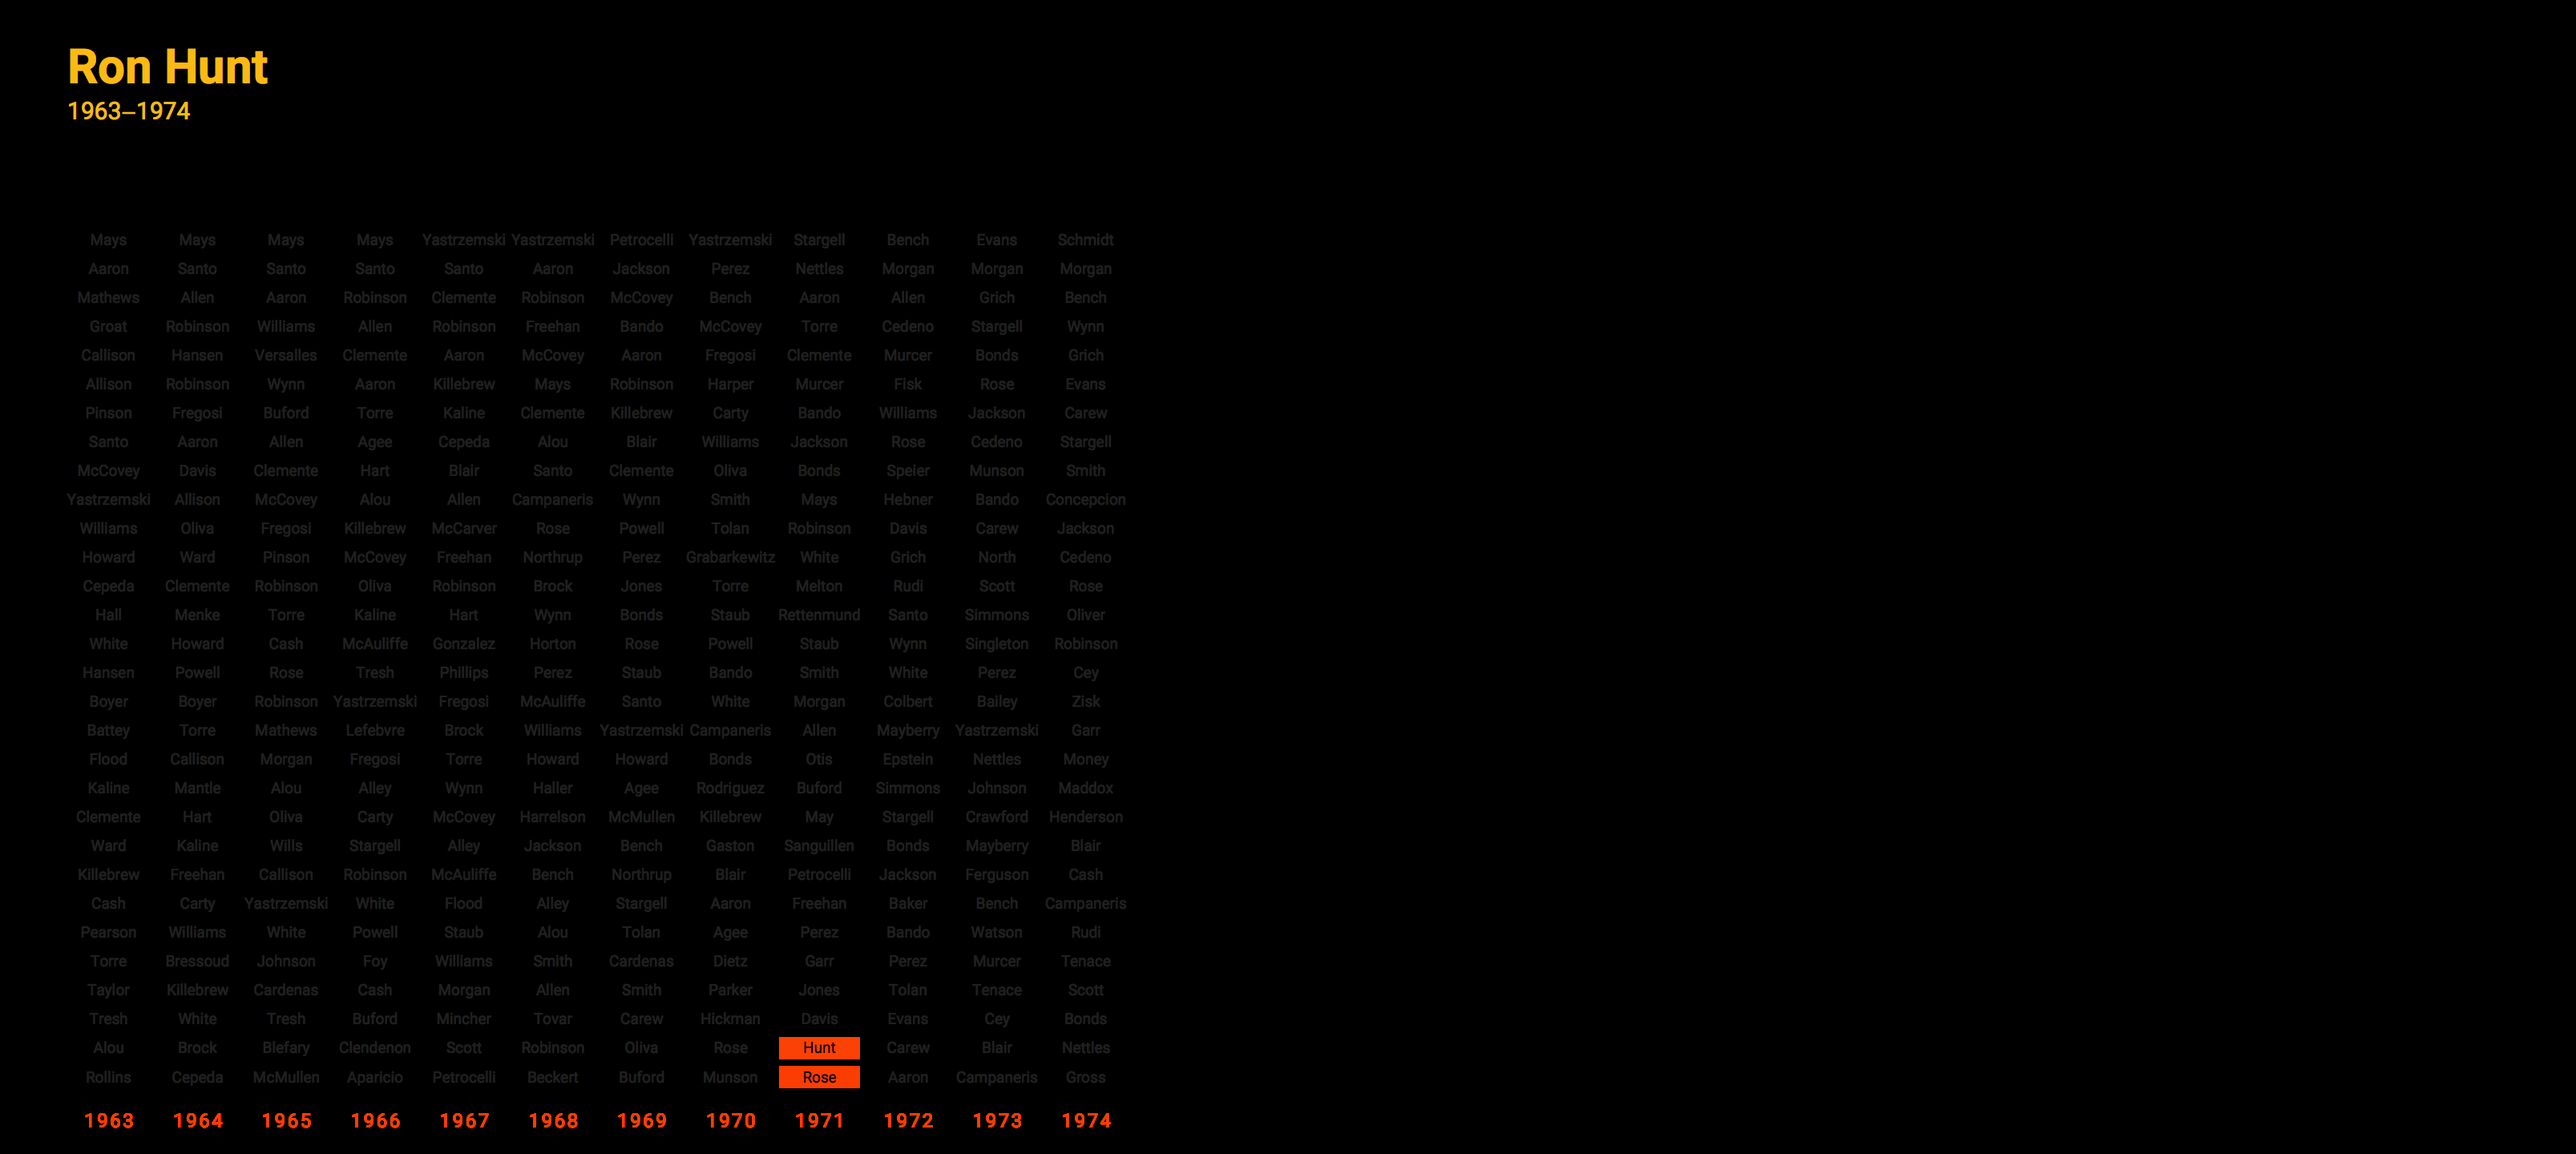 Ron Hunt
1963–1974
Mays Mays Mays Mays Yastrzemski Yastrzemski Petrocelli Yastrzemski Stargell Bench Evans Schmidt
Aaron Santo Santo Santo Santo Aaron Jackson Perez Nettles Morgan Morgan Morgan
Mathews Allen Aaron Robinson Clemente Robinson McCovey Bench Aaron Allen Grich Bench
Groat Robinson Williams Allen Robinson Freehan Bando McCovey Torre Cedeno Stargell Wynn
Callison Hansen Versalles Clemente Aaron McCovey Aaron Fregosi Clemente Murcer Bonds Grich
Allison Robinson Wynn Aaron Killebrew Mays Robinson Harper Murcer Fisk Rose Evans
Pinson Fregosi Buford Torre Kaline Clemente Killebrew Carty Bando Williams Jackson Carew
Santo Aaron Allen Agee Cepeda Alou Blair Williams Jackson Rose Cedeno Stargell
McCovey Davis Clemente Hart Blair Santo Clemente Oliva Bonds Speier Munson Smith
Yastrzemski Allison McCovey Alou Allen Campaneris Wynn Smith Mays Hebner Bando Concepcion
Williams Oliva Fregosi Killebrew McCarver Rose Powell Tolan Robinson Davis Carew Jackson
Howard Ward Pinson McCovey Freehan Northrup Perez Grabarkewitz White Grich North Cedeno
Cepeda Clemente Robinson Oliva Robinson Brock Jones Torre Melton Rudi Scott Rose
Hall Menke Torre Kaline Hart Wynn Bonds Staub Rettenmund Santo Simmons Oliver
White Howard Cash McAuliffe Gonzalez Horton Rose Powell Staub Wynn Singleton Robinson
Hansen Powell Rose Tresh Phillips Perez Staub Bando Smith White Perez Cey
Boyer Boyer Robinson Yastrzemski Fregosi McAuliffe Santo White Morgan Colbert Bailey Zisk
Battey Torre Mathews Lefebvre Brock Williams Yastrzemski Campaneris Allen Mayberry Yastrzemski Garr
Flood Callison Morgan Fregosi Torre Howard Howard Bonds Otis Epstein Nettles Money
Kaline Mantle Alou Alley Wynn Haller Agee Rodriguez Buford Simmons Johnson Maddox
Clemente Hart Oliva Carty McCovey Harrelson McMullen Killebrew May Stargell Crawford Henderson
Ward Kaline Wills Stargell Alley Jackson Bench Gaston Sanguillen Bonds Mayberry Blair
Killebrew Freehan Callison Robinson McAuliffe Bench Northrup Blair Petrocelli Jackson Ferguson Cash
Cash Carty Yastrzemski White Flood Alley Stargell Aaron Freehan Baker Bench Campaneris
Pearson Williams White Powell Staub Alou Tolan Agee Perez Bando Watson Rudi
Torre Bressoud Johnson Foy Williams Smith Cardenas Dietz Garr Perez Murcer Tenace
Taylor Killebrew Cardenas Cash Morgan Allen Smith Parker Jones Tolan Tenace Scott
Tresh White Tresh Buford Mincher Tovar Carew Hickman Davis Evans Cey Bonds
Alou Brock Blefary Clendenon Scott Robinson Oliva Rose Hunt Carew Blair Nettles
Rollins Cepeda McMullen Aparicio Petrocelli Beckert Buford Munson Rose Aaron Campaneris Gross
1963 1964 1965 1966 1967 1968 1969 1970 1971 1972 1973 1974